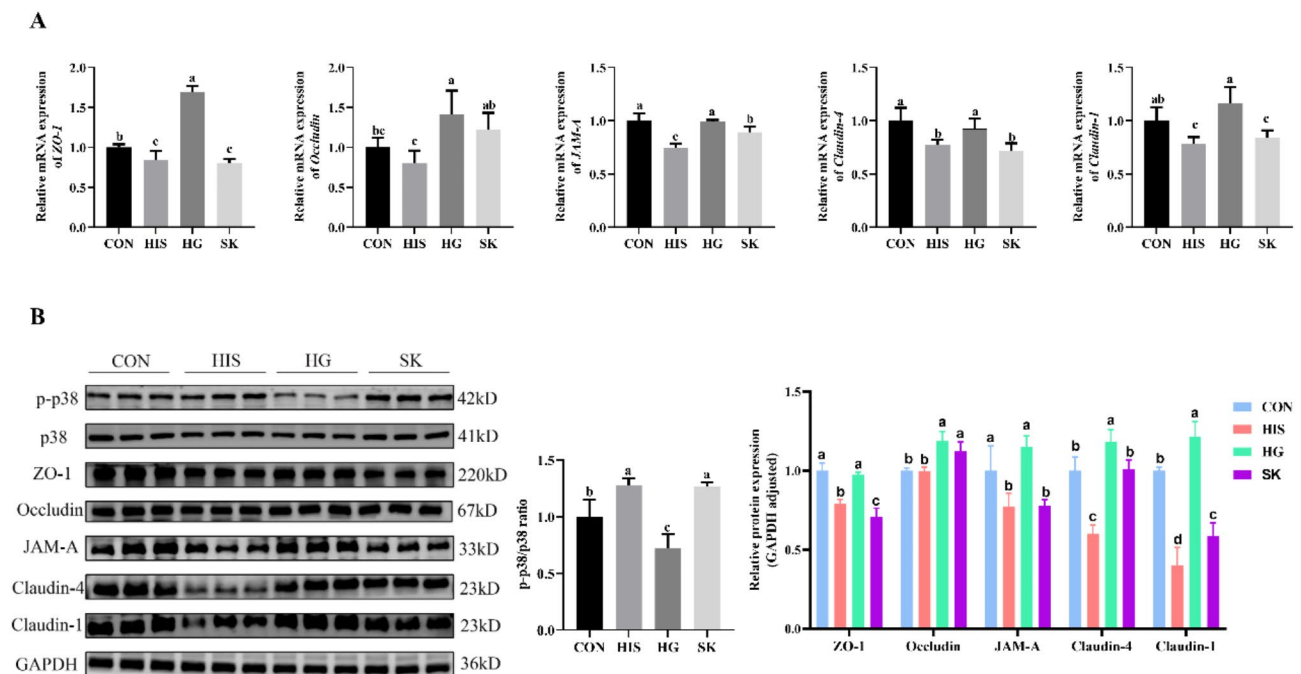 A
Relative mRNA expression
of ZO-1
2.0
1.5
1.0
0.5
0.0
b
c
a
c
CON HIS HG SK
Relative mRNA expression
of Occludin
2.0
1.5
1.0
0.5
0.0
bc
c
a
ab
CON HIS HG SK
Relative mRNA expression
of JAM-A
1.5
1.0
0.5
0.0
a
c
a
b
CON HIS HG SK
Relative mRNA expression
of Claudin-4
1.5
1.0
0.5
0.0
a
b
a
b
CON HIS HG SK
Relative mRNA expression
of Claudin-1
1.5
1.0
0.5
0.0
ab
c
a
c
CON HIS HG SK
B
CON HIS HG SK
p-p38 42kD
p38 41kD
ZO-1 220kD
Occludin 67kD
JAM-A 33kD
Claudin-4 23kD
Claudin-1 23kD
GAPDH 36kD
p-p38/p38 ratio
1.5
1.0
0.5
0.0
b
a
c
a
CON HIS HG SK
Relative protein expression
(GAPDH adjusted)
1.5
1.0
0.5
0.0
a b a c
b b a a
a b a b
b c a b
b d a c
ZO-1 Occludin JAM-A Claudin-4 Claudin-1
CON
HIS
HG
SK